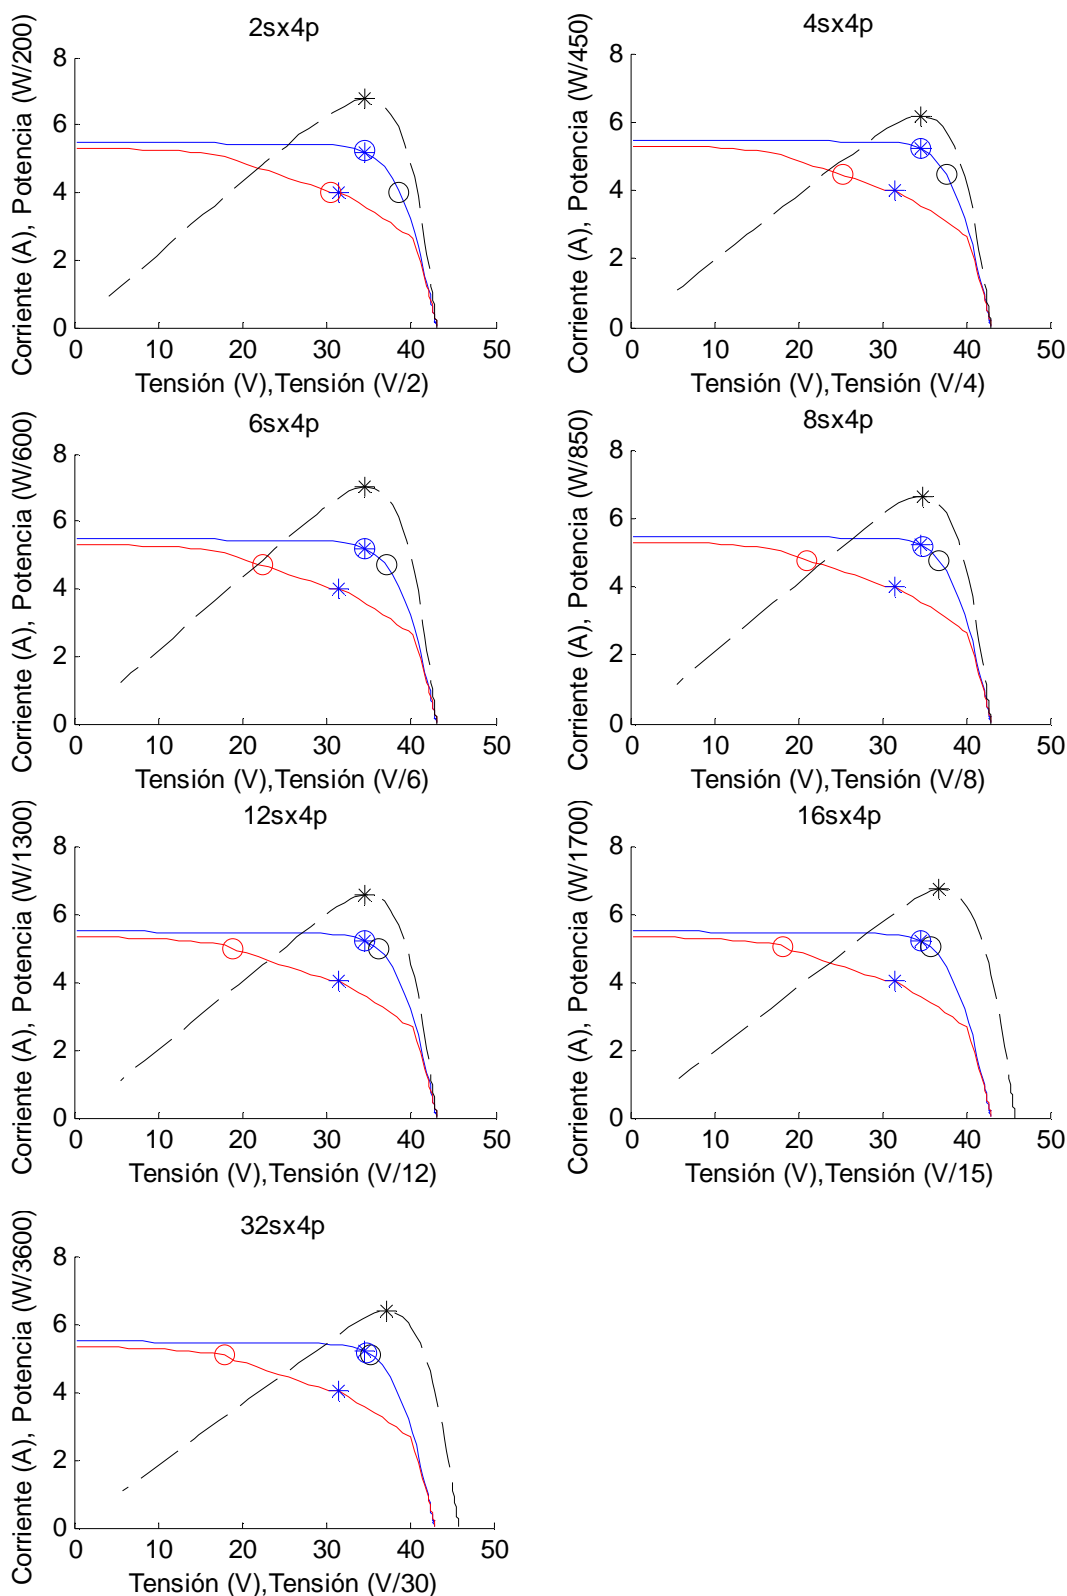 2sx4p
Corriente (A), Potencia (W/200)
8
6
4
2
0
0 10 20 30 40 50
Tensión (V),Tensión (V/2)
4sx4p
Corriente (A), Potencia (W/450)
8
6
4
2
0
0 10 20 30 40 50
Tensión (V),Tensión (V/4)
6sx4p
Corriente (A), Potencia (W/600)
8
6
4
2
0
0 10 20 30 40 50
Tensión (V),Tensión (V/6)
8sx4p
Corriente (A), Potencia (W/850)
8
6
4
2
0
0 10 20 30 40 50
Tensión (V),Tensión (V/8)
12sx4p
Corriente (A), Potencia (W/1300)
8
6
4
2
0
0 10 20 30 40 50
Tensión (V),Tensión (V/12)
16sx4p
Corriente (A), Potencia (W/1700)
8
6
4
2
0
0 10 20 30 40 50
Tensión (V),Tensión (V/15)
32sx4p
Corriente (A), Potencia (W/3600)
8
6
4
2
0
0 10 20 30 40 50
Tensión (V),Tensión (V/30)